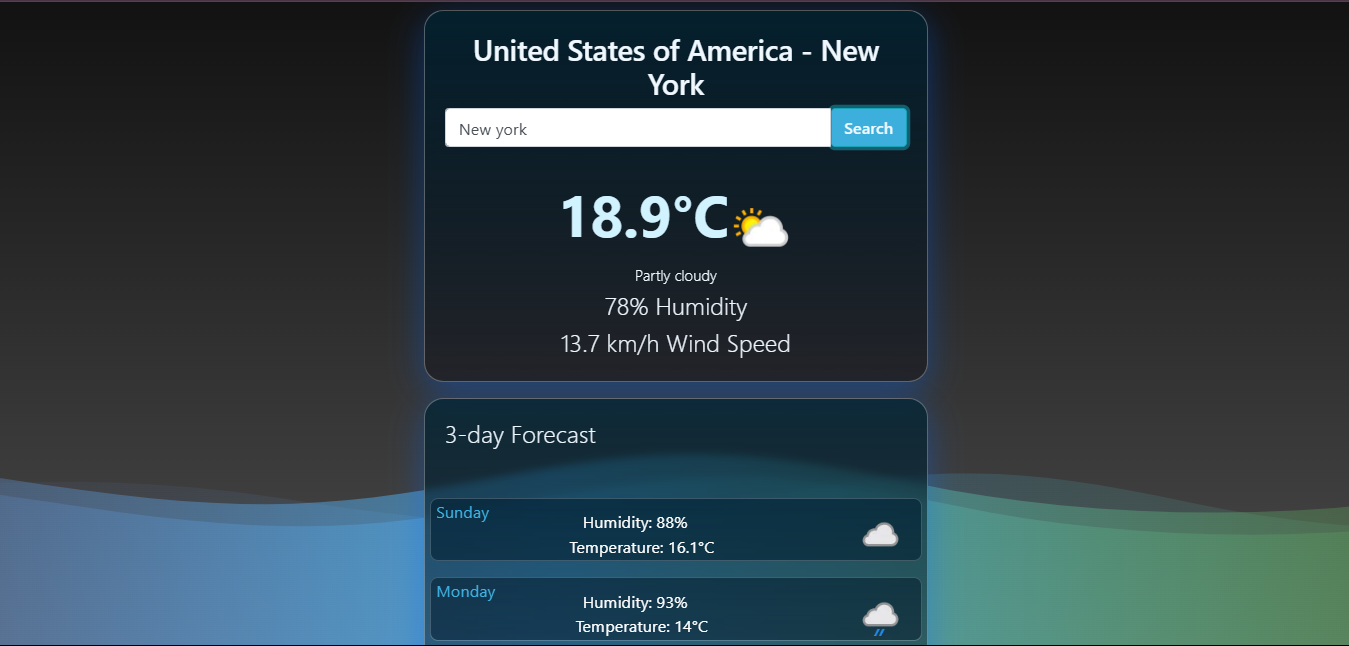 United States of America - New
York
New york
Search
18.9°C
Partly cloudy
78% Humidity
13.7 km/h Wind Speed
3-day Forecast
Sunday
Humidity: 88%
Temperature: 16.1°C
Monday
Humidity: 93%
Temperature: 14°C